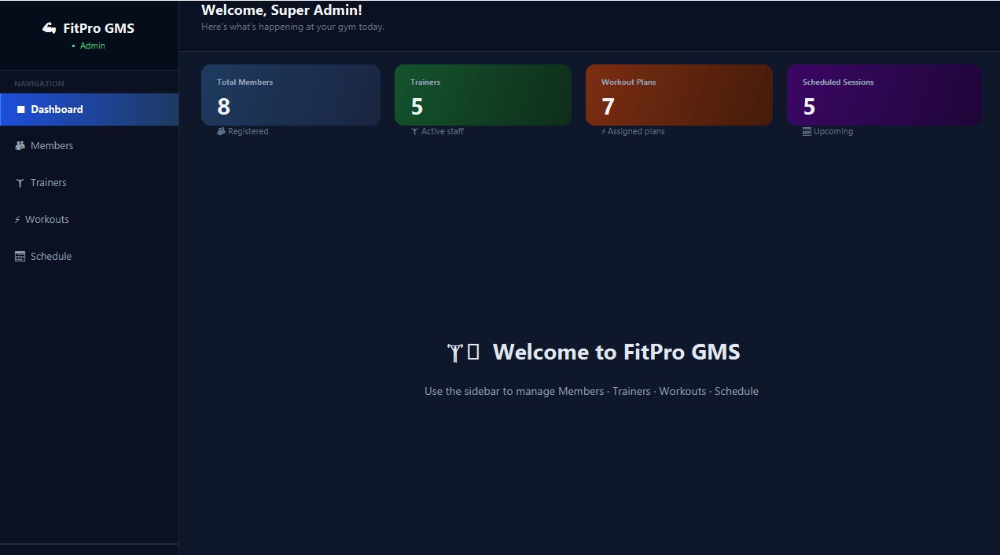 FitPro GMS
• Admin
NAVIGATION
Dashboard
Members
Trainers
Workouts
Schedule
Welcome, Super Admin!
Here's what's happening at your gym today.
Total Members
8
Registered
Trainers
5
Active staff
Workout Plans
7
Assigned plans
Scheduled Sessions
5
Upcoming
Welcome to FitPro GMS
Use the sidebar to manage Members · Trainers · Workouts · Schedule